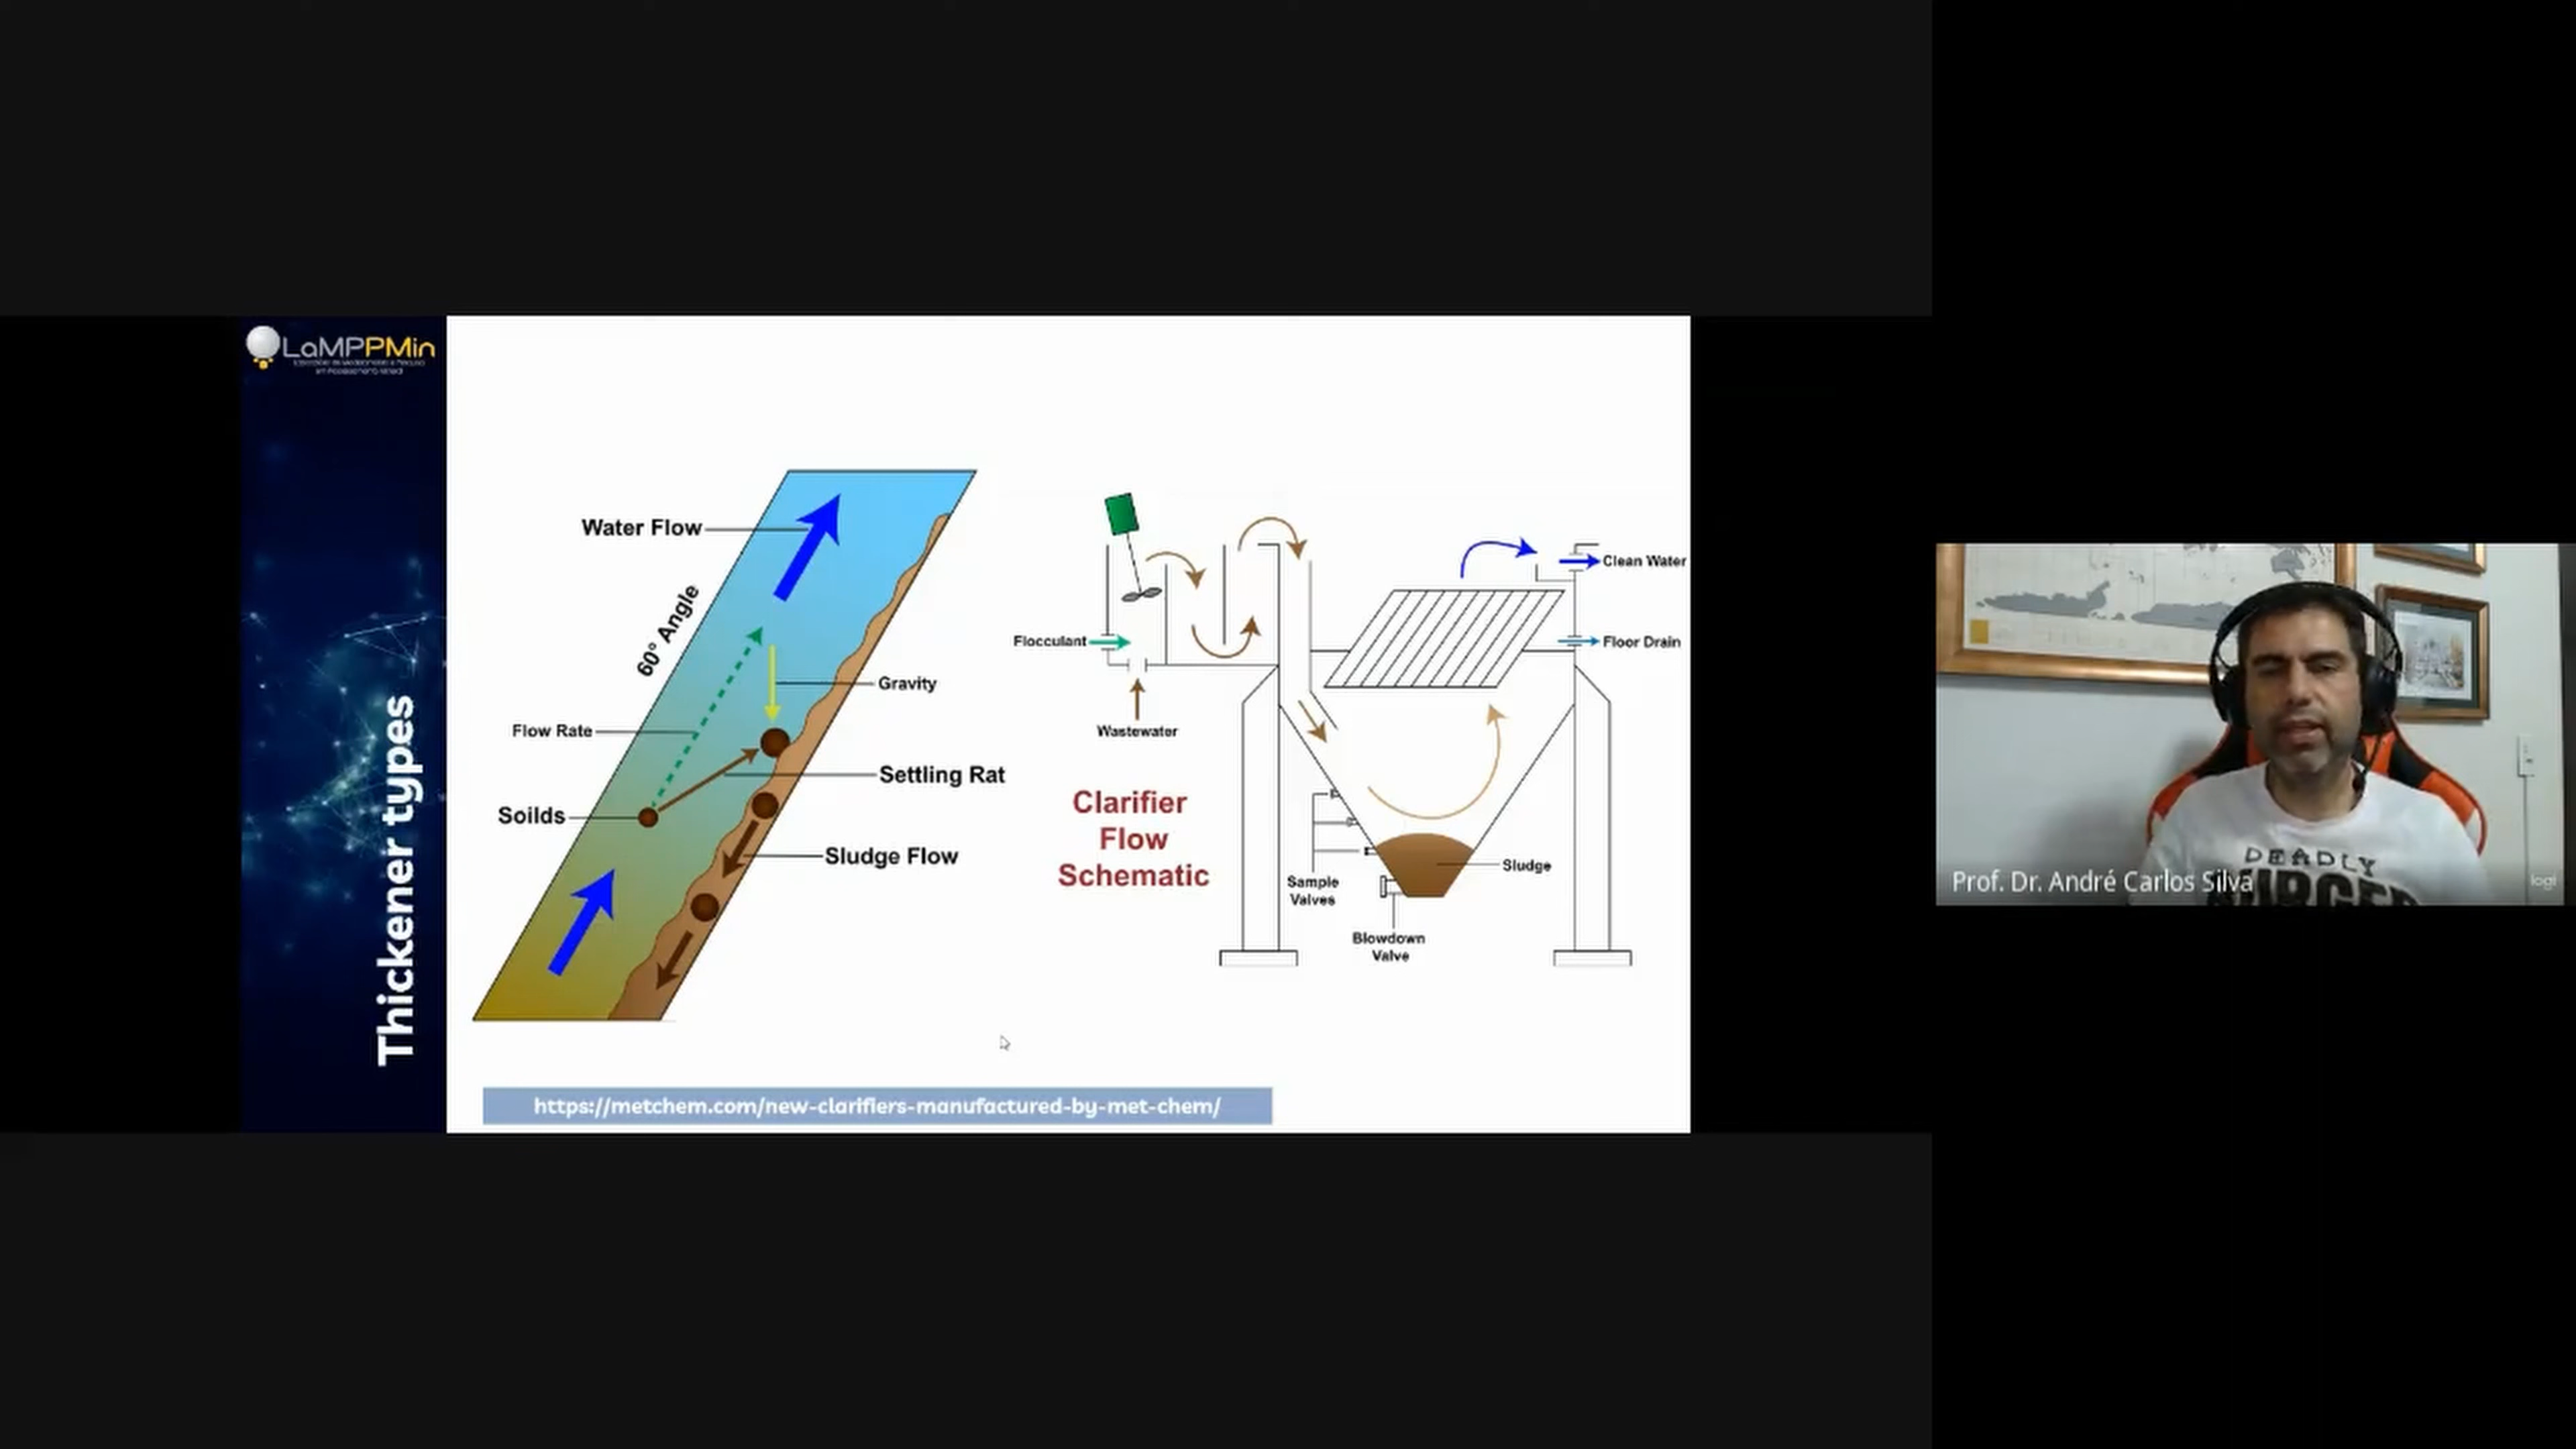 LaMPPMin
Thickener types
Water Flow
60° Angle
Gravity
Flow Rate
Settling Rat
Soilds
Sludge Flow
Flocculant
Wastewater
Clarifier
Flow
Schematic
Clean Water
Floor Drain
Sample
Valves
Sludge
Blowdown
Valve
https://metchem.com/new-clarifiers-manufactured-by-met-chem/
DEADLY
Prof. Dr. André Carlos Silva
logi